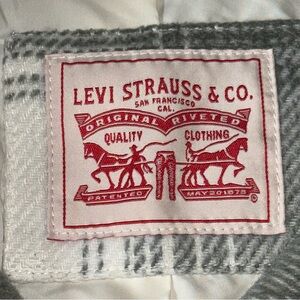 LEVI STRAUSS & CO.
SAN FRANCISCO
CAL.
ORIGINAL RIVETED
QUALITY CLOTHING
PATENTED MAY 20 1873
®